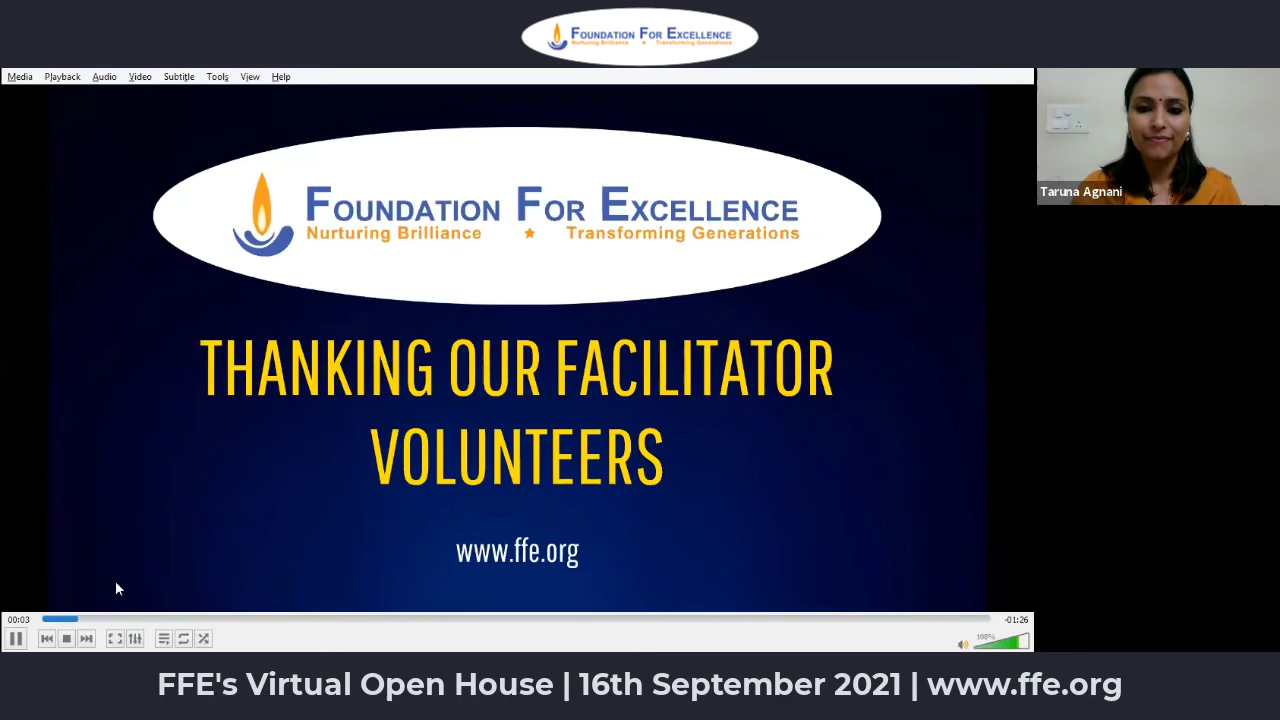 FOUNDATION FOR EXCELLENCE
Nurturing Brilliance ★ Transforming Generations
Media Playback Audio Video Subtitle Tools View Help
FOUNDATION FOR EXCELLENCE
Nurturing Brilliance ★ Transforming Generations
Taruna Agnani
THANKING OUR FACILITATOR
VOLUNTEERS
www.ffe.org
00:03
-01:26
100%
FFE's Virtual Open House | 16th September 2021 | www.ffe.org